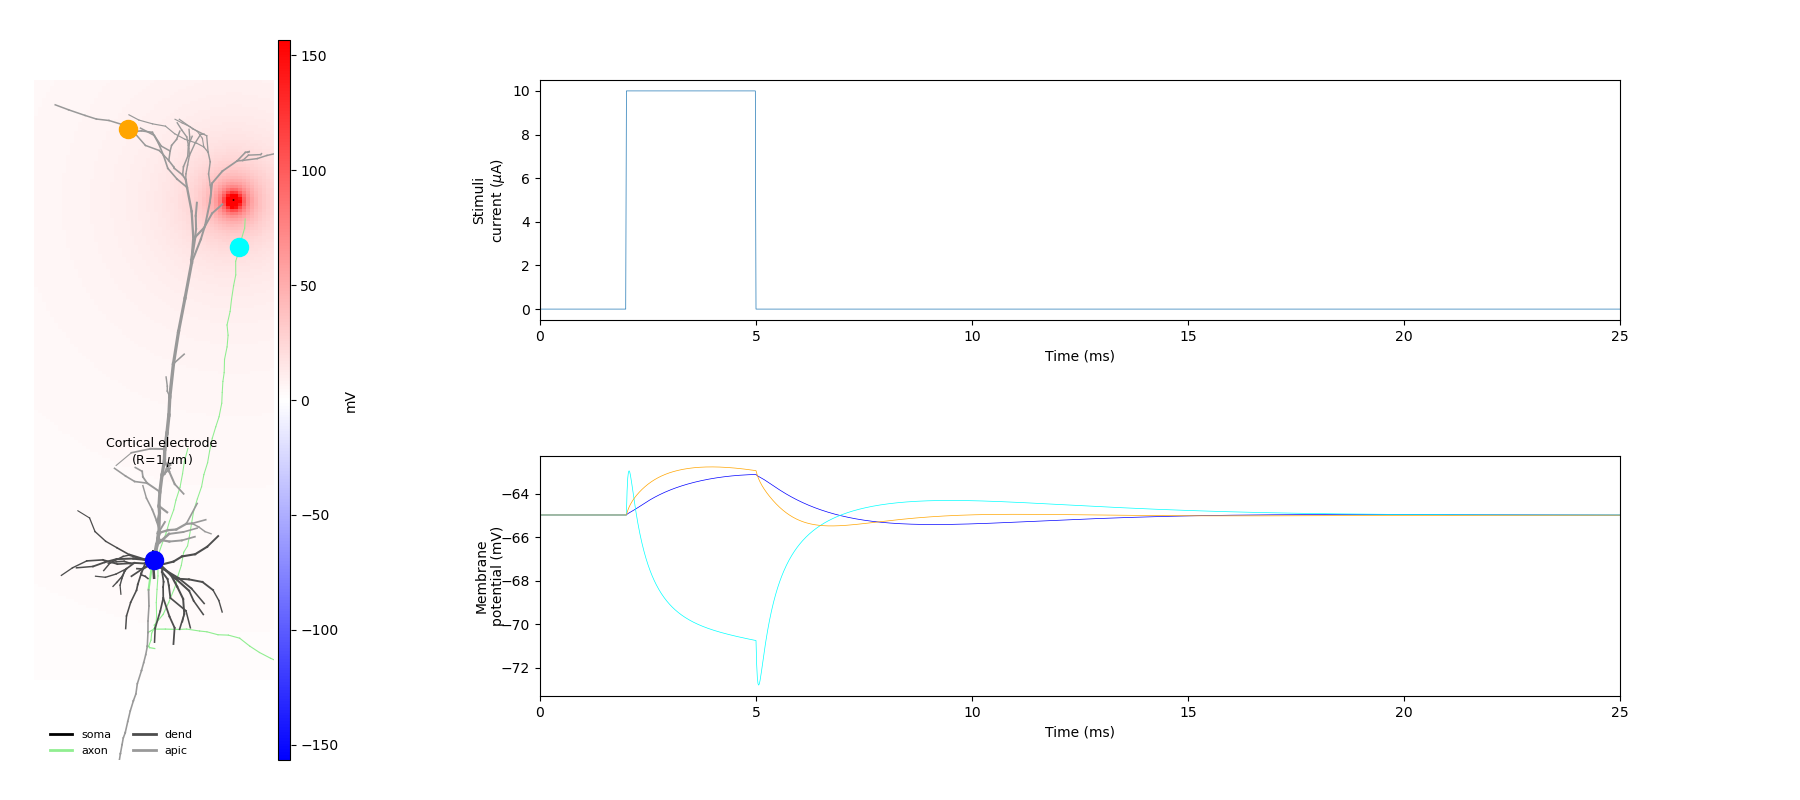 150
100
50
0
−50
−100
−150
mV
Cortical electrode
(R=1 μm)
soma
axon
dend
apic
10
8
6
4
2
0
Stimuli
current (μA)
0 5 10 15 20 25
Time (ms)
−64
−66
−68
−70
−72
Membrane
potential (mV)
0 5 10 15 20 25
Time (ms)